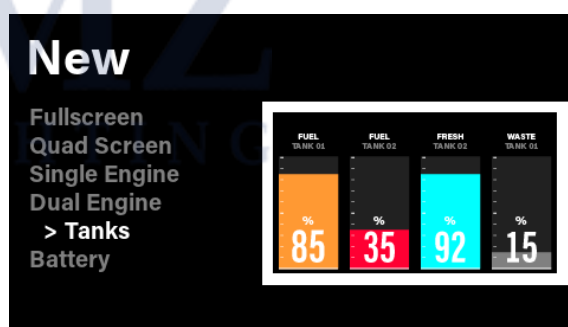 New
Fullscreen
Quad Screen
Single Engine
Dual Engine
> Tanks
Battery
FUEL FUEL FRESH WASTE
TANK 01 TANK 02 TANK 02 TANK 01
% % % %
85 35 92 15